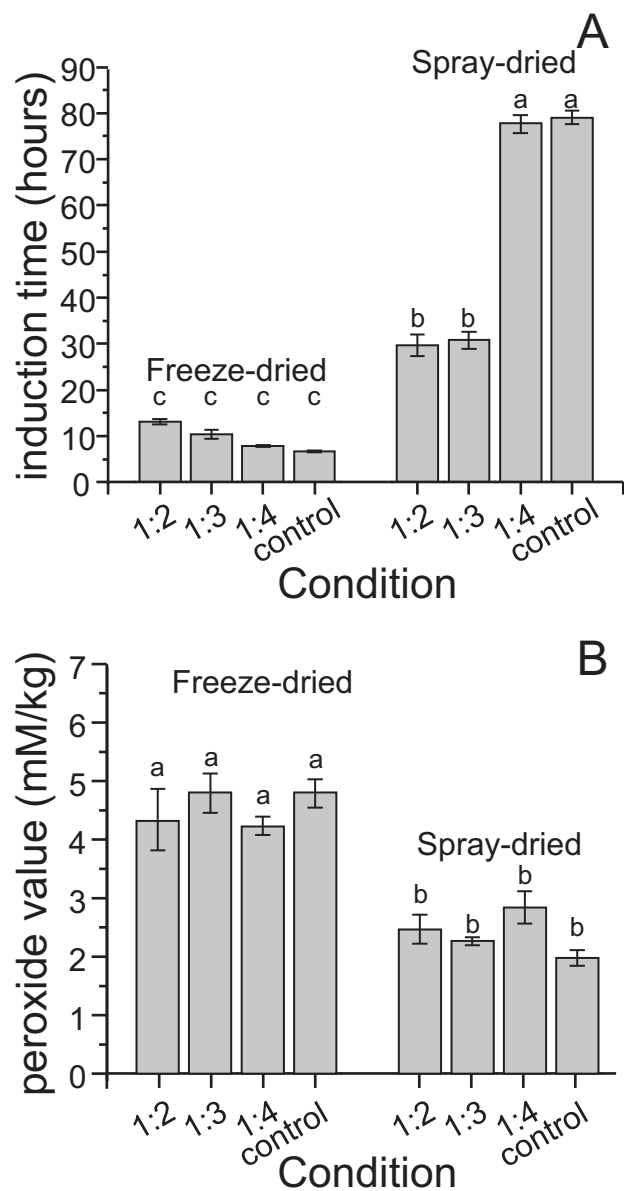 A
Spray-dried
a a
b b
Freeze-dried
c c c c
induction time (hours)
90
80
70
60
50
40
30
20
10
0
1:2 1:3 1:4 control 1:2 1:3 1:4 control
Condition
B
Freeze-dried
a a a a
Spray-dried
b b b b
peroxide value (mM/kg)
7
6
5
4
3
2
1
0
1:2 1:3 1:4 control 1:2 1:3 1:4 control
Condition